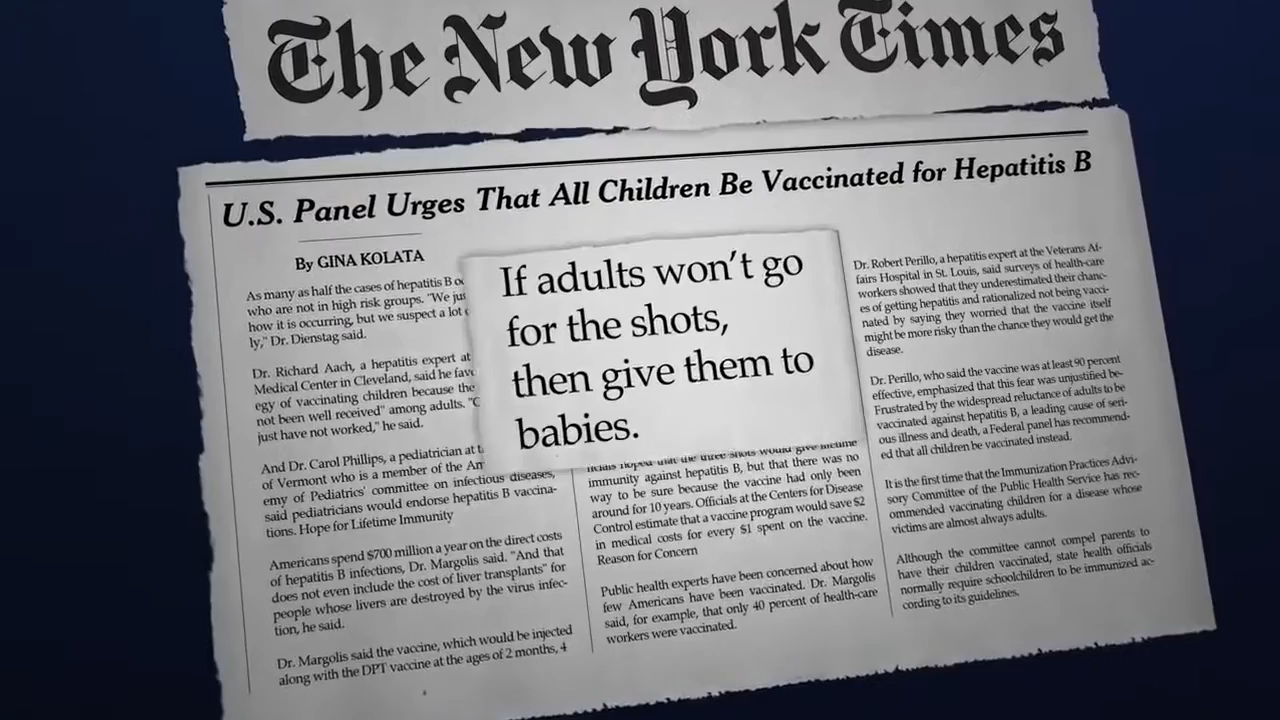 The New York Times
U.S. Panel Urges That All Children Be Vaccinated for Hepatitis B
By GINA KOLATA
As many as half the cases of hepatitis B oc
who are not in high risk groups. "We jus
how it is occurring, but we suspect a lot
ly," Dr. Dienstag said.
Dr. Richard Aach, a hepatitis expert at
Medical Center in Cleveland, said he favo
egy of vaccinating children because the
not been well received" among adults. "O
just have not worked," he said.
And Dr. Carol Phillips, a pediatrician at t
of Vermont who is a member of the Am
emy of Pediatrics' committee on infectious diseases,
said pediatricians would endorse hepatitis B vaccina-
tions. Hope for Lifetime Immunity
Americans spend $700 million a year on the direct costs
of hepatitis B infections, Dr. Margolis said. "And that
does not even include the cost of liver transplants" for
people whose livers are destroyed by the virus infec-
tion, he said.
Dr. Margolis said the vaccine, which would be injected
along with the DPT vaccine at the ages of 2 months, 4
If adults won't go
for the shots,
then give them to
babies.
ficials hoped that the three shots would give lifetime
immunity against hepatitis B, but that there was no
way to be sure because the vaccine had only been
around for 10 years. Officials at the Centers for Disease
Control estimate that a vaccine program would save $2
in medical costs for every $1 spent on the vaccine.
Reason for Concern
Public health experts have been concerned about how
few Americans have been vaccinated. Dr. Margolis
said, for example, that only 40 percent of health-care
workers were vaccinated.
Dr. Robert Perillo, a hepatitis expert at the Veterans Af-
fairs Hospital in St. Louis, said surveys of health-care
workers showed that they underestimated their chanc-
es of getting hepatitis and rationalized not being vacci-
nated by saying they worried that the vaccine itself
might be more risky than the chance they would get the
disease.
Dr. Perillo, who said the vaccine was at least 90 percent
effective, emphasized that this fear was unjustified be-
Frustrated by the widespread reluctance of adults to be
vaccinated against hepatitis B, a leading cause of seri-
ous illness and death, a Federal panel has recommend-
ed that all children be vaccinated instead.
It is the first time that the Immunization Practices Advi-
sory Committee of the Public Health Service has rec-
ommended vaccinating children for a disease whose
victims are almost always adults.
Although the committee cannot compel parents to
have their children vaccinated, state health officials
normally require schoolchildren to be immunized ac-
cording to its guidelines.